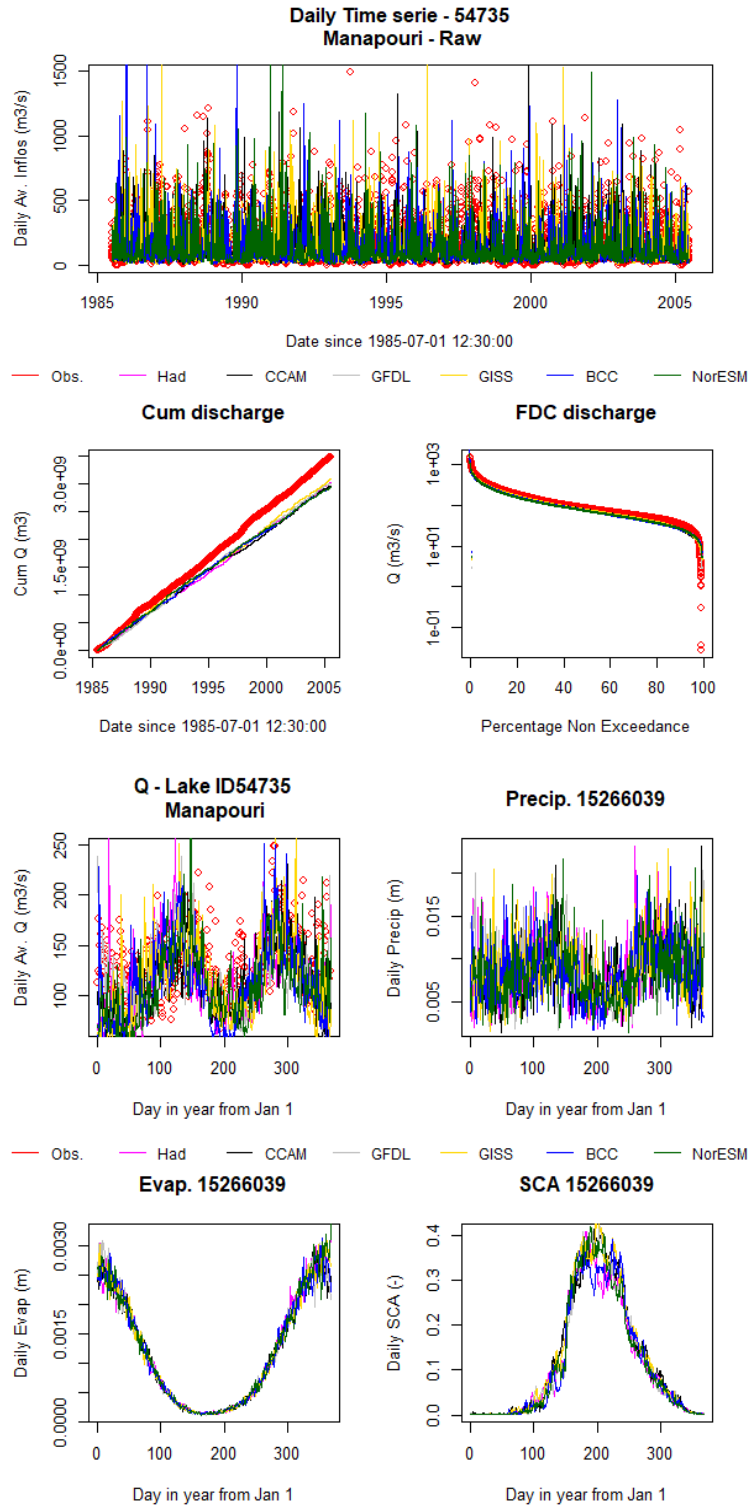 Daily Time serie - 54735
Manapouri - Raw
Daily Av. Inflos (m3/s)
1500
1000
500
0
1985
1990
1995
2000
2005
Date since 1985-07-01 12:30:00
Obs. Had CCAM GFDL GISS BCC NorESM
Cum discharge
Cum Q (m3)
3.0e+09
1.5e+09
0.0e+00
1985 1990 1995 2000 2005
Date since 1985-07-01 12:30:00
FDC discharge
Q (m3/s)
1e+03
1e+01
1e-01
0 20 40 60 80 100
Percentage Non Exceedance
Q - Lake ID54735
Manapouri
Daily Av. Q (m3/s)
250
200
150
100
0 100 200 300
Day in year from Jan 1
Precip. 15266039
Daily Precip (m)
0.015
0.005
0 100 200 300
Day in year from Jan 1
Obs. Had CCAM GFDL GISS BCC NorESM
Evap. 15266039
Daily Evap (m)
0.0030
0.0015
0.0000
0 100 200 300
Day in year from Jan 1
SCA 15266039
Daily SCA (-)
0.4
0.3
0.2
0.1
0.0
0 100 200 300
Day in year from Jan 1